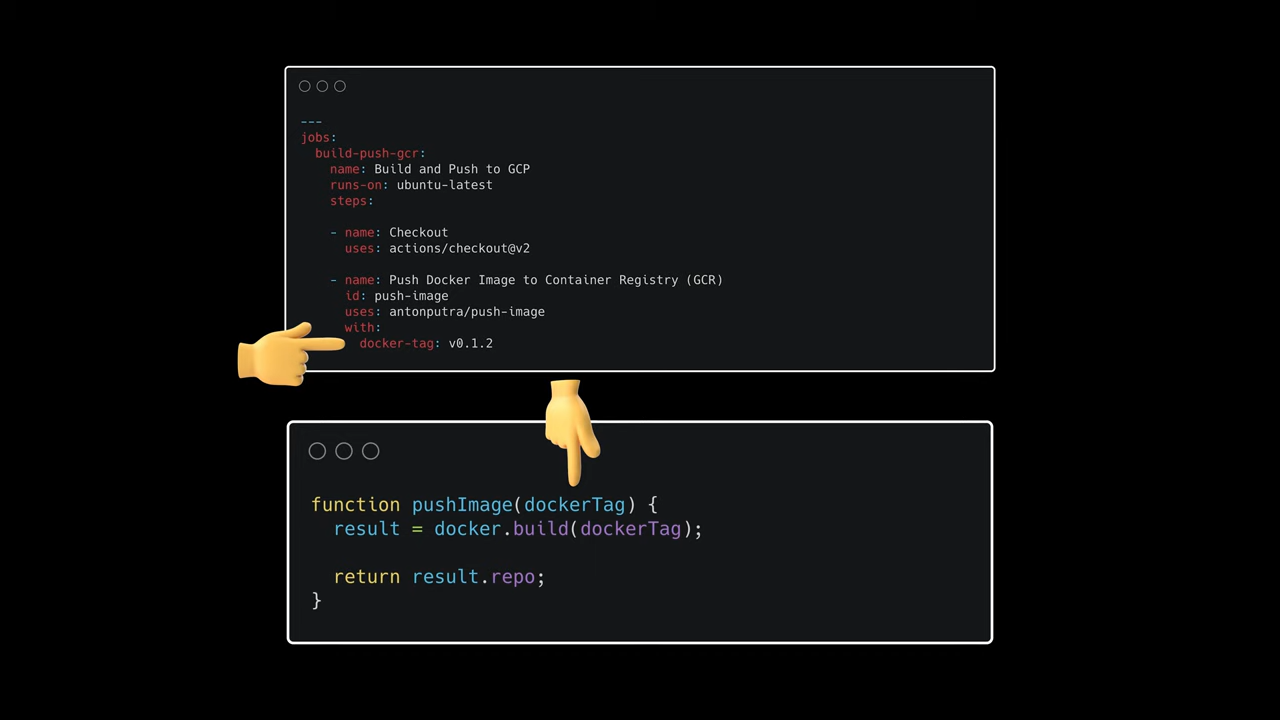 ---
jobs:
  build-push-gcr:
    name: Build and Push to GCP
    runs-on: ubuntu-latest
    steps:
    - name: Checkout
      uses: actions/checkout@v2
    - name: Push Docker Image to Container Registry (GCR)
      id: push-image
      uses: antonputra/push-image
      with:
        docker-tag: v0.1.2
function pushImage(dockerTag) {
  result = docker.build(dockerTag);
  return result.repo;
}